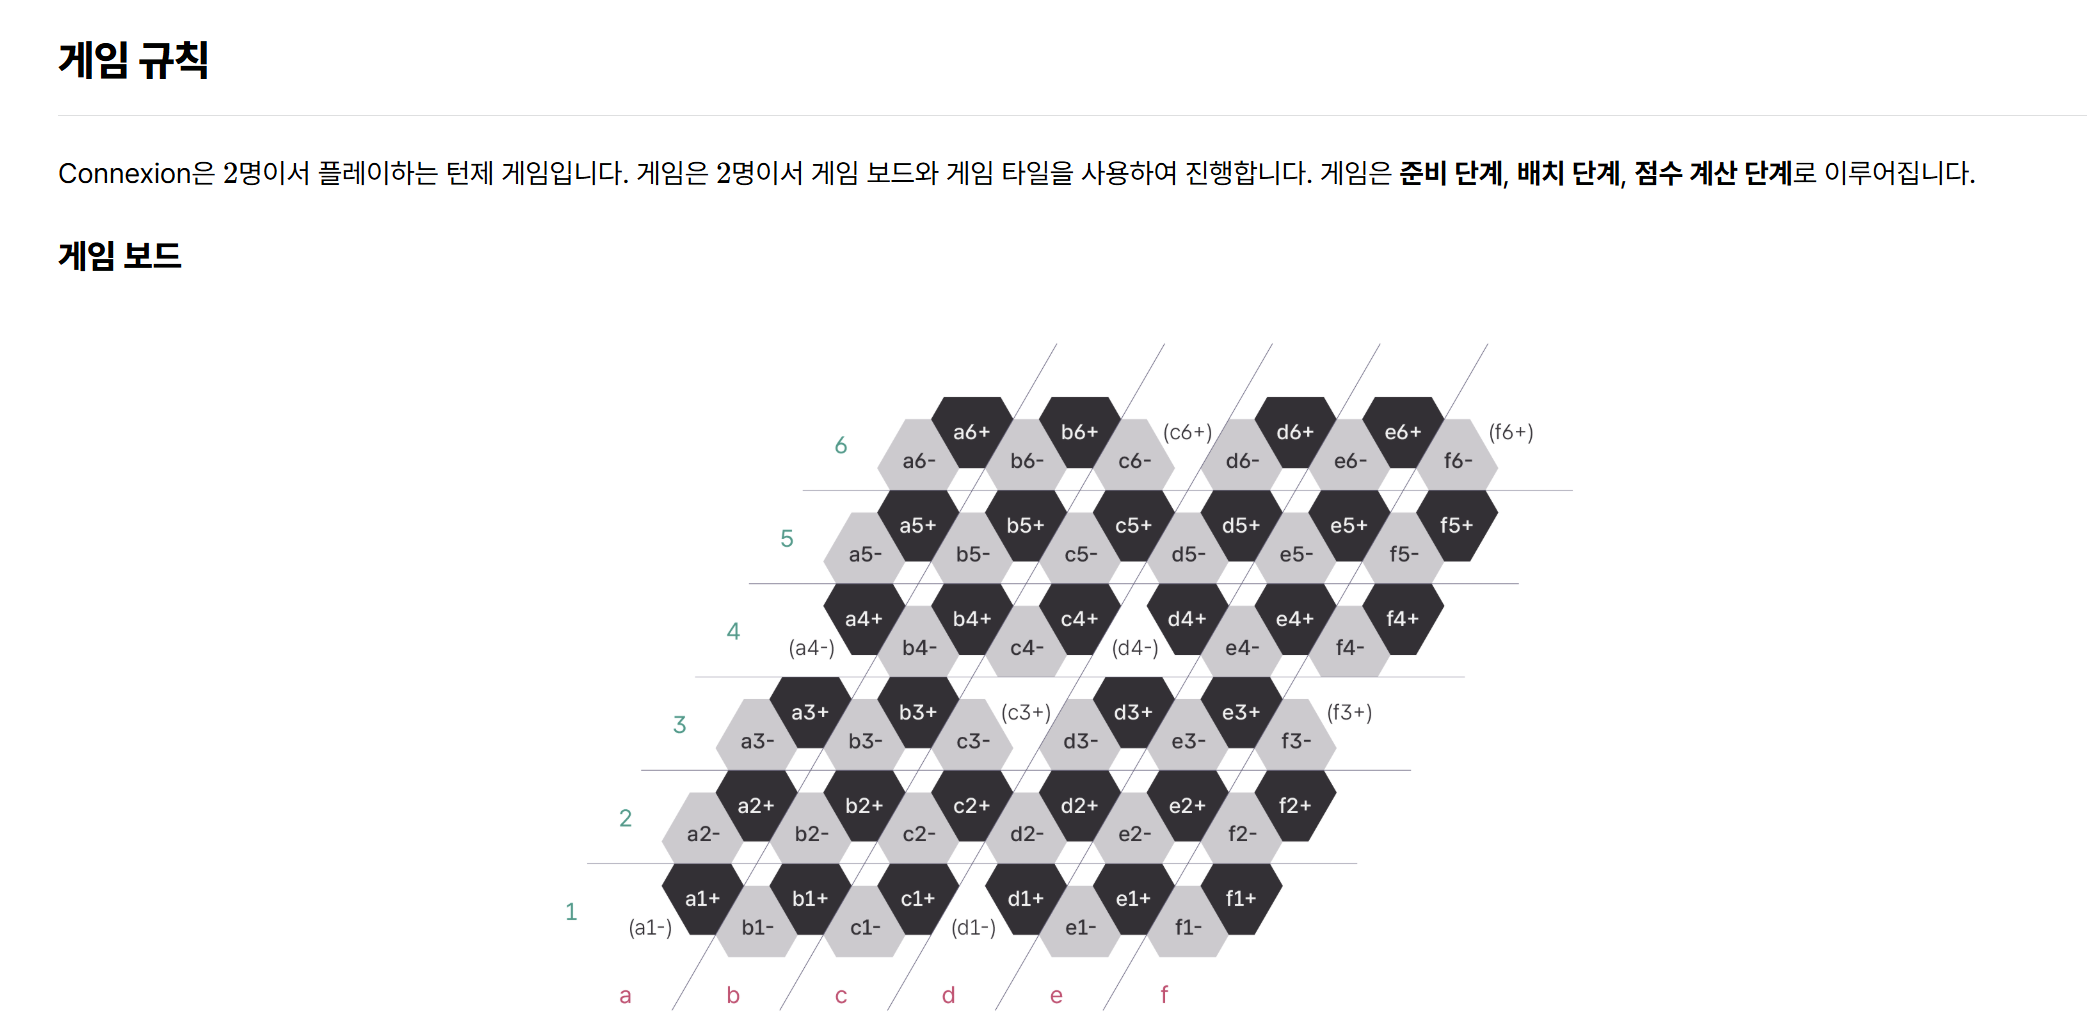 게임 규칙
Connexion은 2명이서 플레이하는 턴제 게임입니다. 게임은 2명이서 게임 보드와 게임 타일을 사용하여 진행합니다. 게임은 준비 단계, 배치 단계, 점수 계산 단계로 이루어집니다.
게임 보드
a6+ b6+ (c6+) d6+ e6+ (f6+)
6
a6- b6- c6- d6- e6- f6-
a5+ b5+ c5+ d5+ e5+ f5+
5
a5- b5- c5- d5- e5- f5-
a4+ b4+ c4+ d4+ e4+ f4+
4
(a4-) b4- c4- (d4-) e4- f4-
a3+ b3+ (c3+) d3+ e3+ (f3+)
3
a3- b3- c3- d3- e3- f3-
a2+ b2+ c2+ d2+ e2+ f2+
2
a2- b2- c2- d2- e2- f2-
a1+ b1+ c1+ d1+ e1+ f1+
1
(a1-) b1- c1- (d1-) e1- f1-
a b c d e f